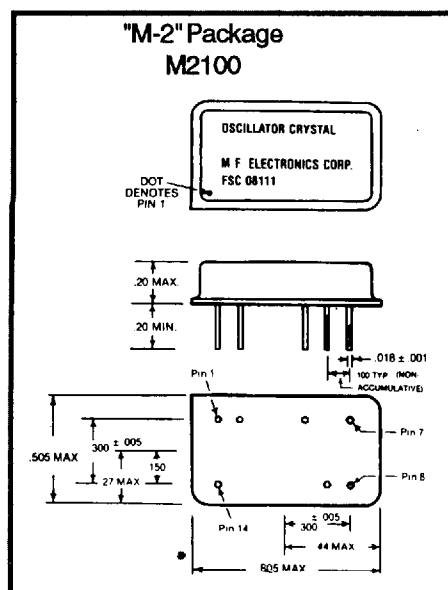 "M-2" Package
M2100
OSCILLATOR CRYSTAL
M F ELECTRONICS CORP.
FSC 08111
DOT
DENOTES
PIN 1
.20 MAX.
.20 MIN.
.018 ± .001
100 TYP (NON-
ACCUMULATIVE)
Pin 1
.505 MAX
300 ± .005
27 MAX
150
Pin 7
Pin 8
Pin 14
± .005
300
44 MAX
805 MAX